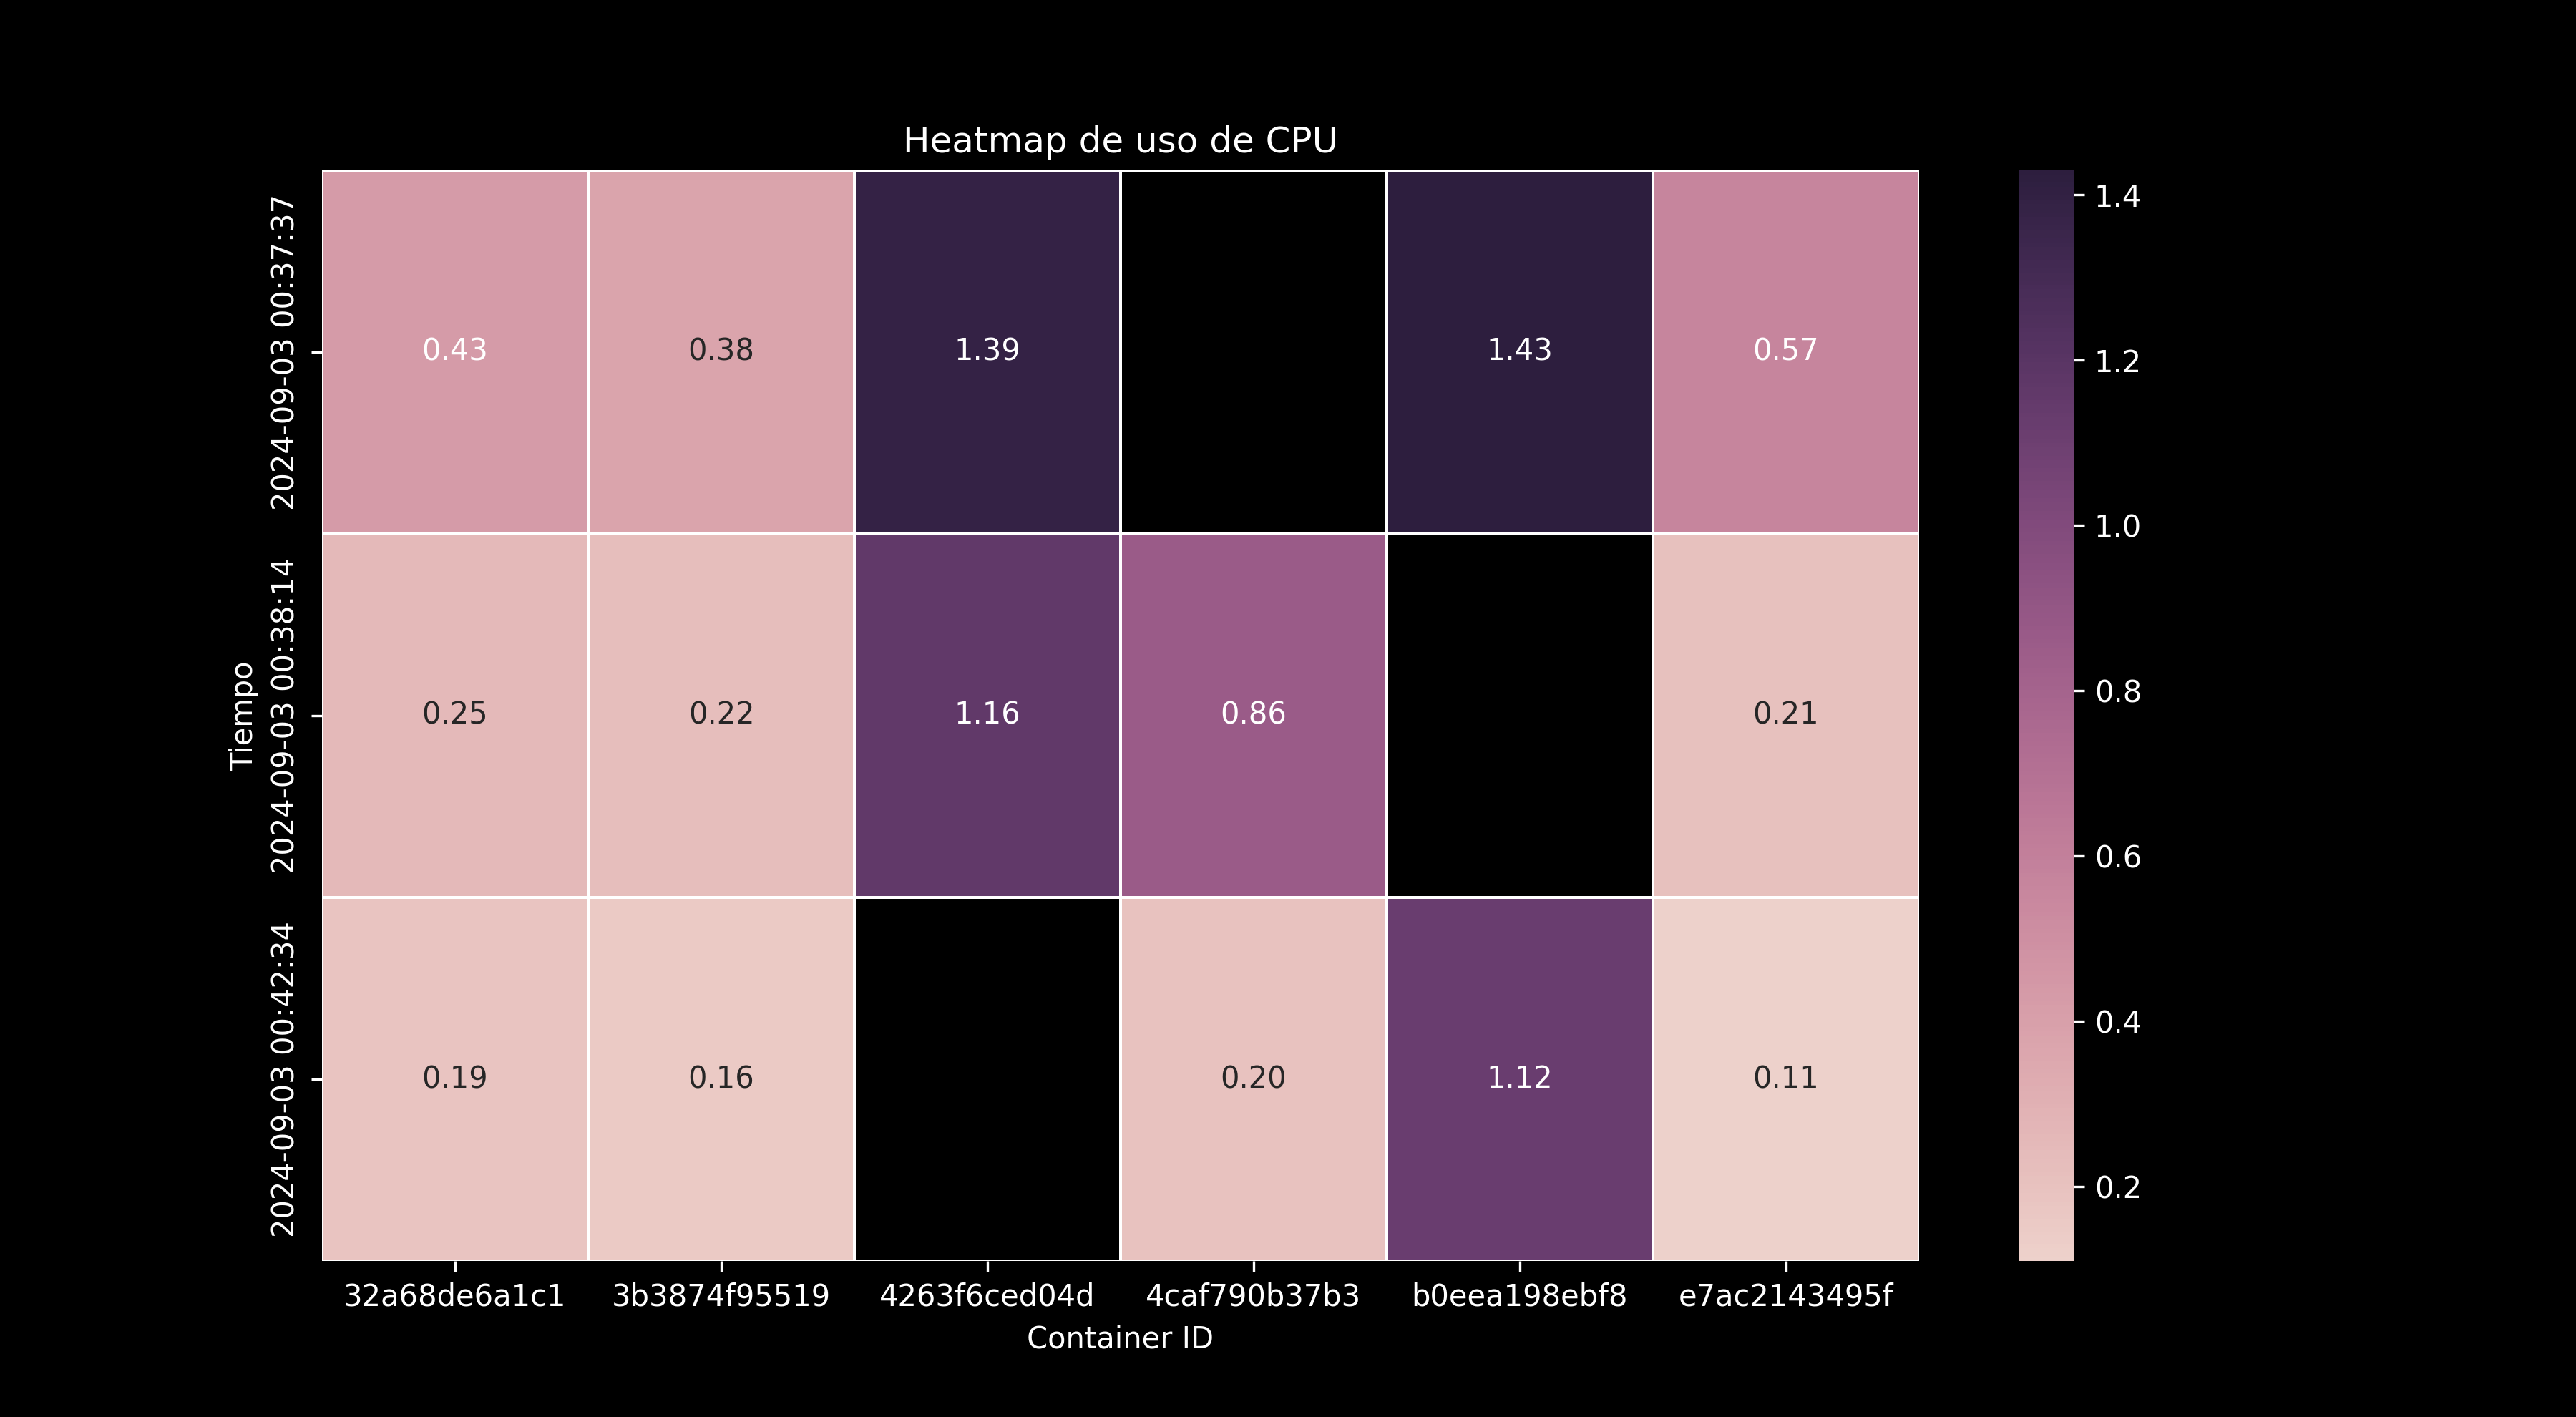 Heatmap de uso de CPU
Tiempo
2024-09-03 00:37:37
0.43 0.38 1.39 1.43 0.57
2024-09-03 00:38:14
0.25 0.22 1.16 0.86 0.21
2024-09-03 00:42:34
0.19 0.16 0.20 1.12 0.11
32a68de6a1c1 3b3874f95519 4263f6ced04d 4caf790b37b3 b0eea198ebf8 e7ac2143495f
Container ID
1.4
1.2
1.0
0.8
0.6
0.4
0.2